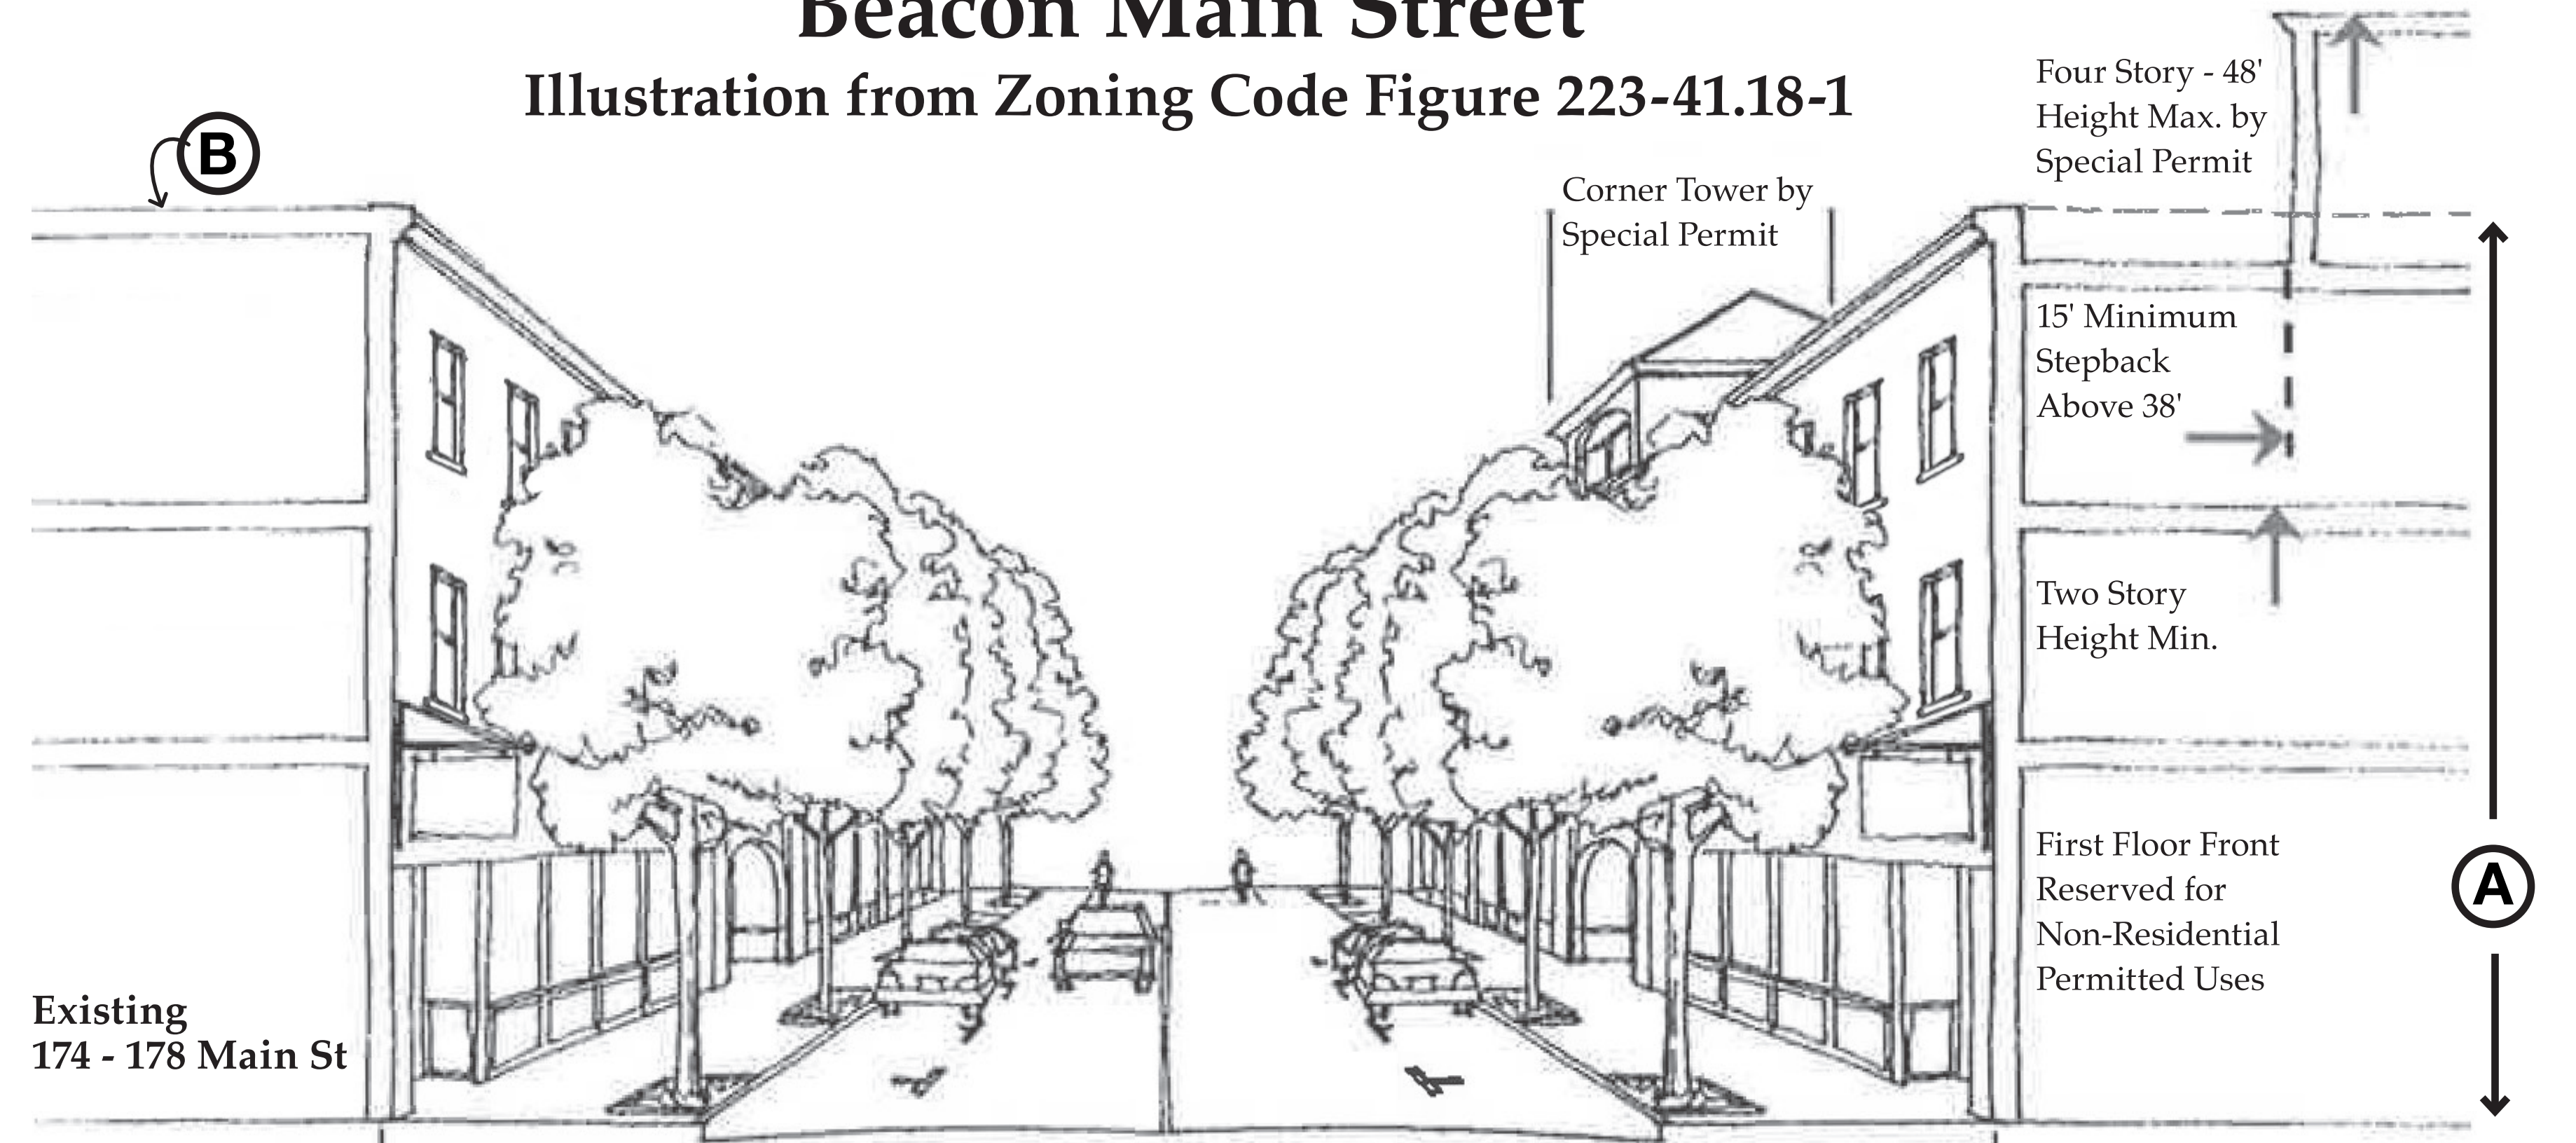 Beacon Main Street
Illustration from Zoning Code Figure 223-41.18-1
B
Four Story - 48'
Height Max. by
Special Permit
Corner Tower by
Special Permit
15' Minimum
Stepback
Above 38'
Two Story
Height Min.
First Floor Front
Reserved for
Non-Residential
Permitted Uses
A
Existing
174 - 178 Main St